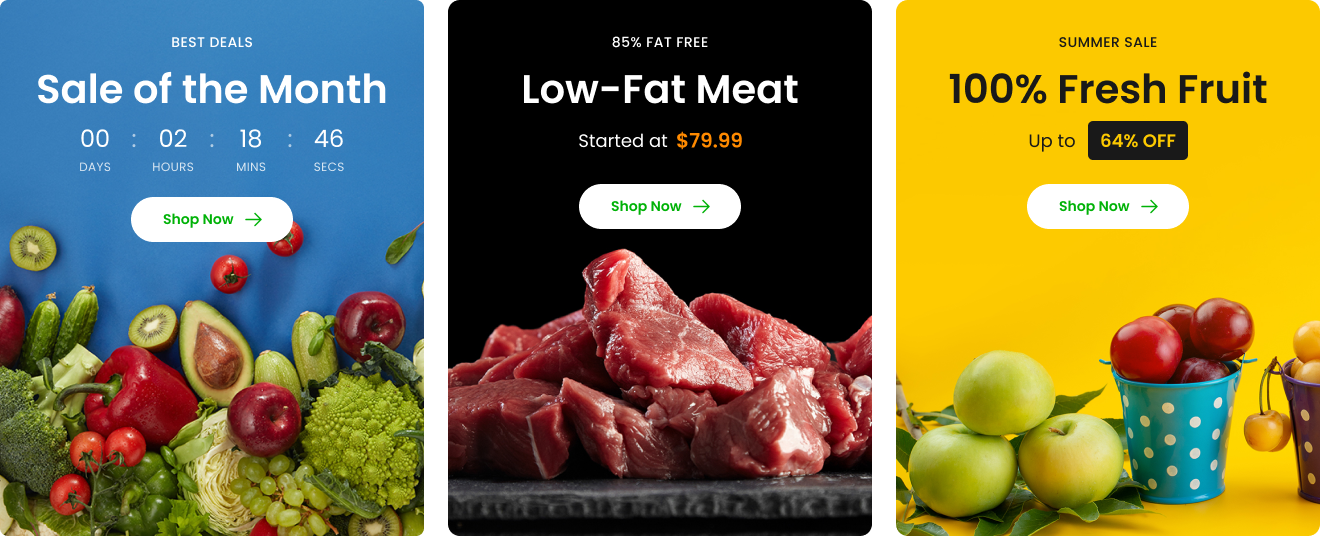 BEST DEALS
Sale of the Month
00 : 02 : 18 : 46
DAYS HOURS MINS SECS
Shop Now
85% FAT FREE
Low-Fat Meat
Started at $79.99
Shop Now
SUMMER SALE
100% Fresh Fruit
Up to 64% OFF
Shop Now